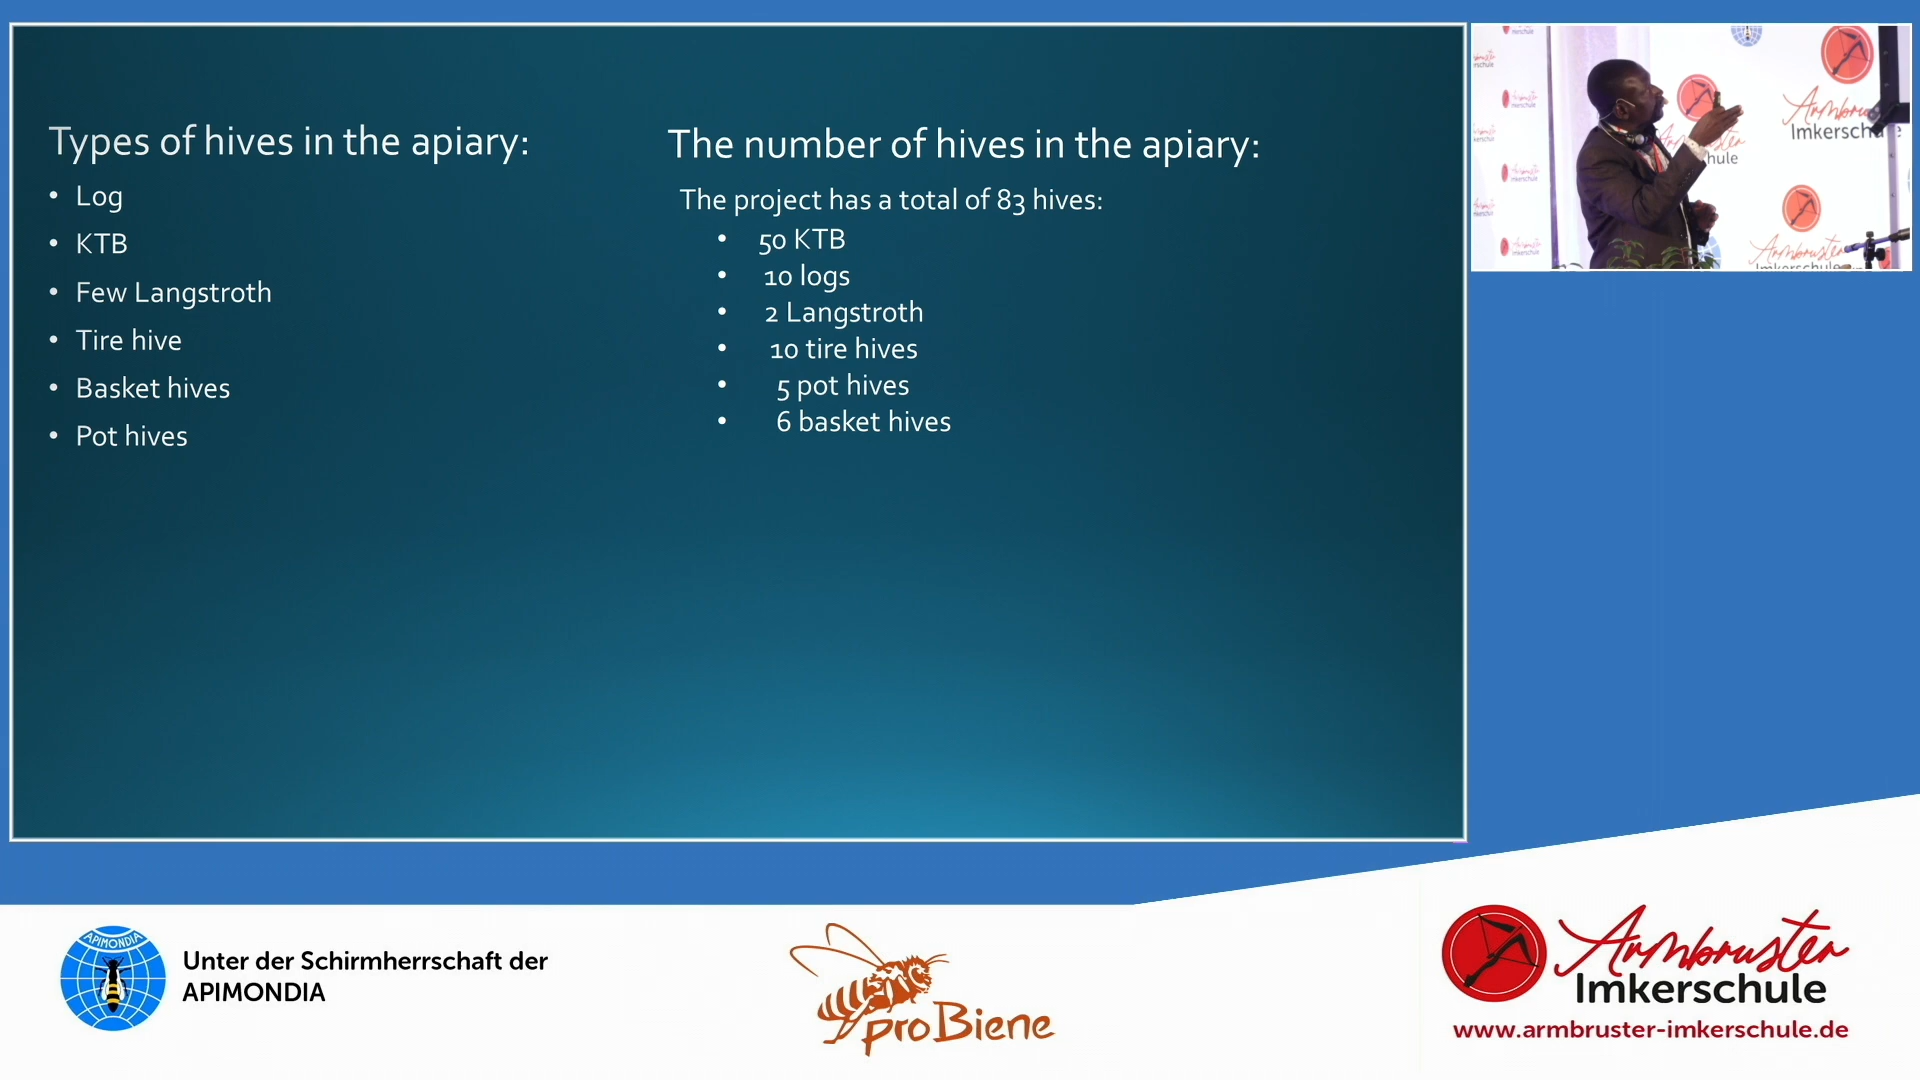 Types of hives in the apiary:
• Log
• KTB
• Few Langstroth
• Tire hive
• Basket hives
• Pot hives
The number of hives in the apiary:
The project has a total of 83 hives:
• 50 KTB
• 10 logs
• 2 Langstroth
• 10 tire hives
• 5 pot hives
• 6 basket hives
Armbruster
Imkerschule
APIMONDIA
Unter der Schirmherrschaft der
APIMONDIA
proBiene
Armbruster
Imkerschule
www.armbruster-imkerschule.de